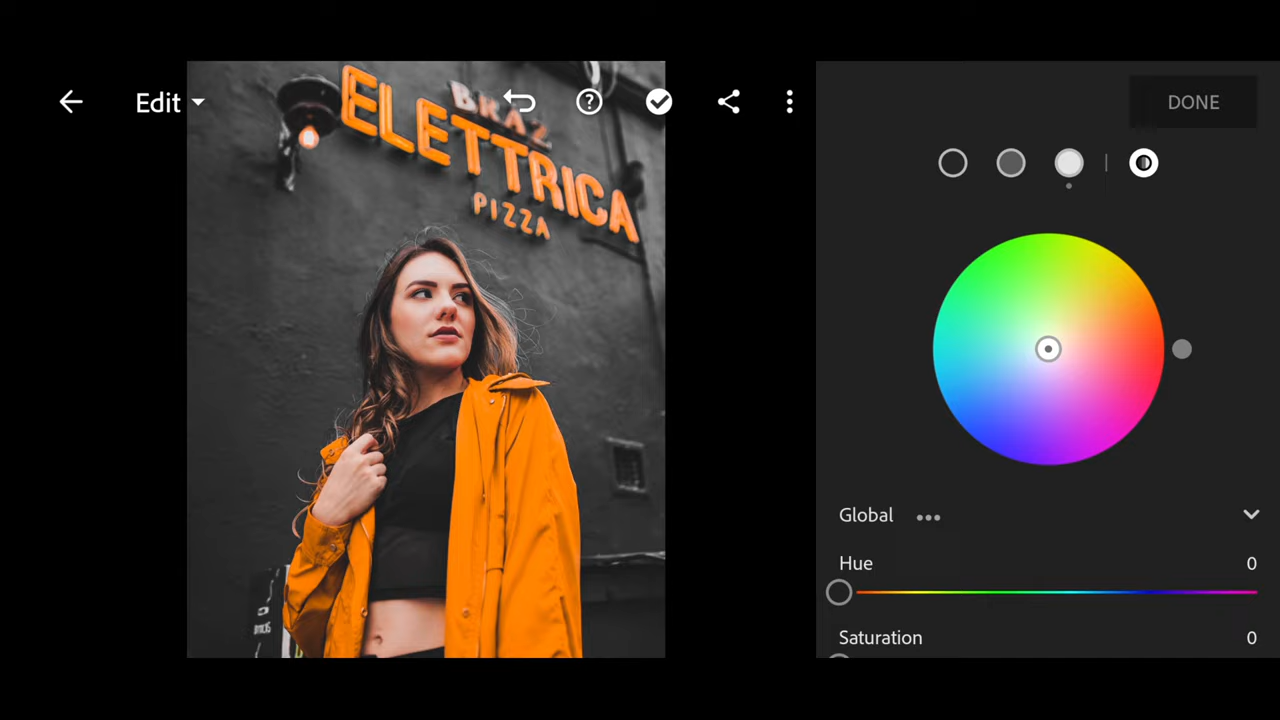 Edit
BRAZ
ELETTRICA
PIZZA
DONE
Global
Hue 0
Saturation 0